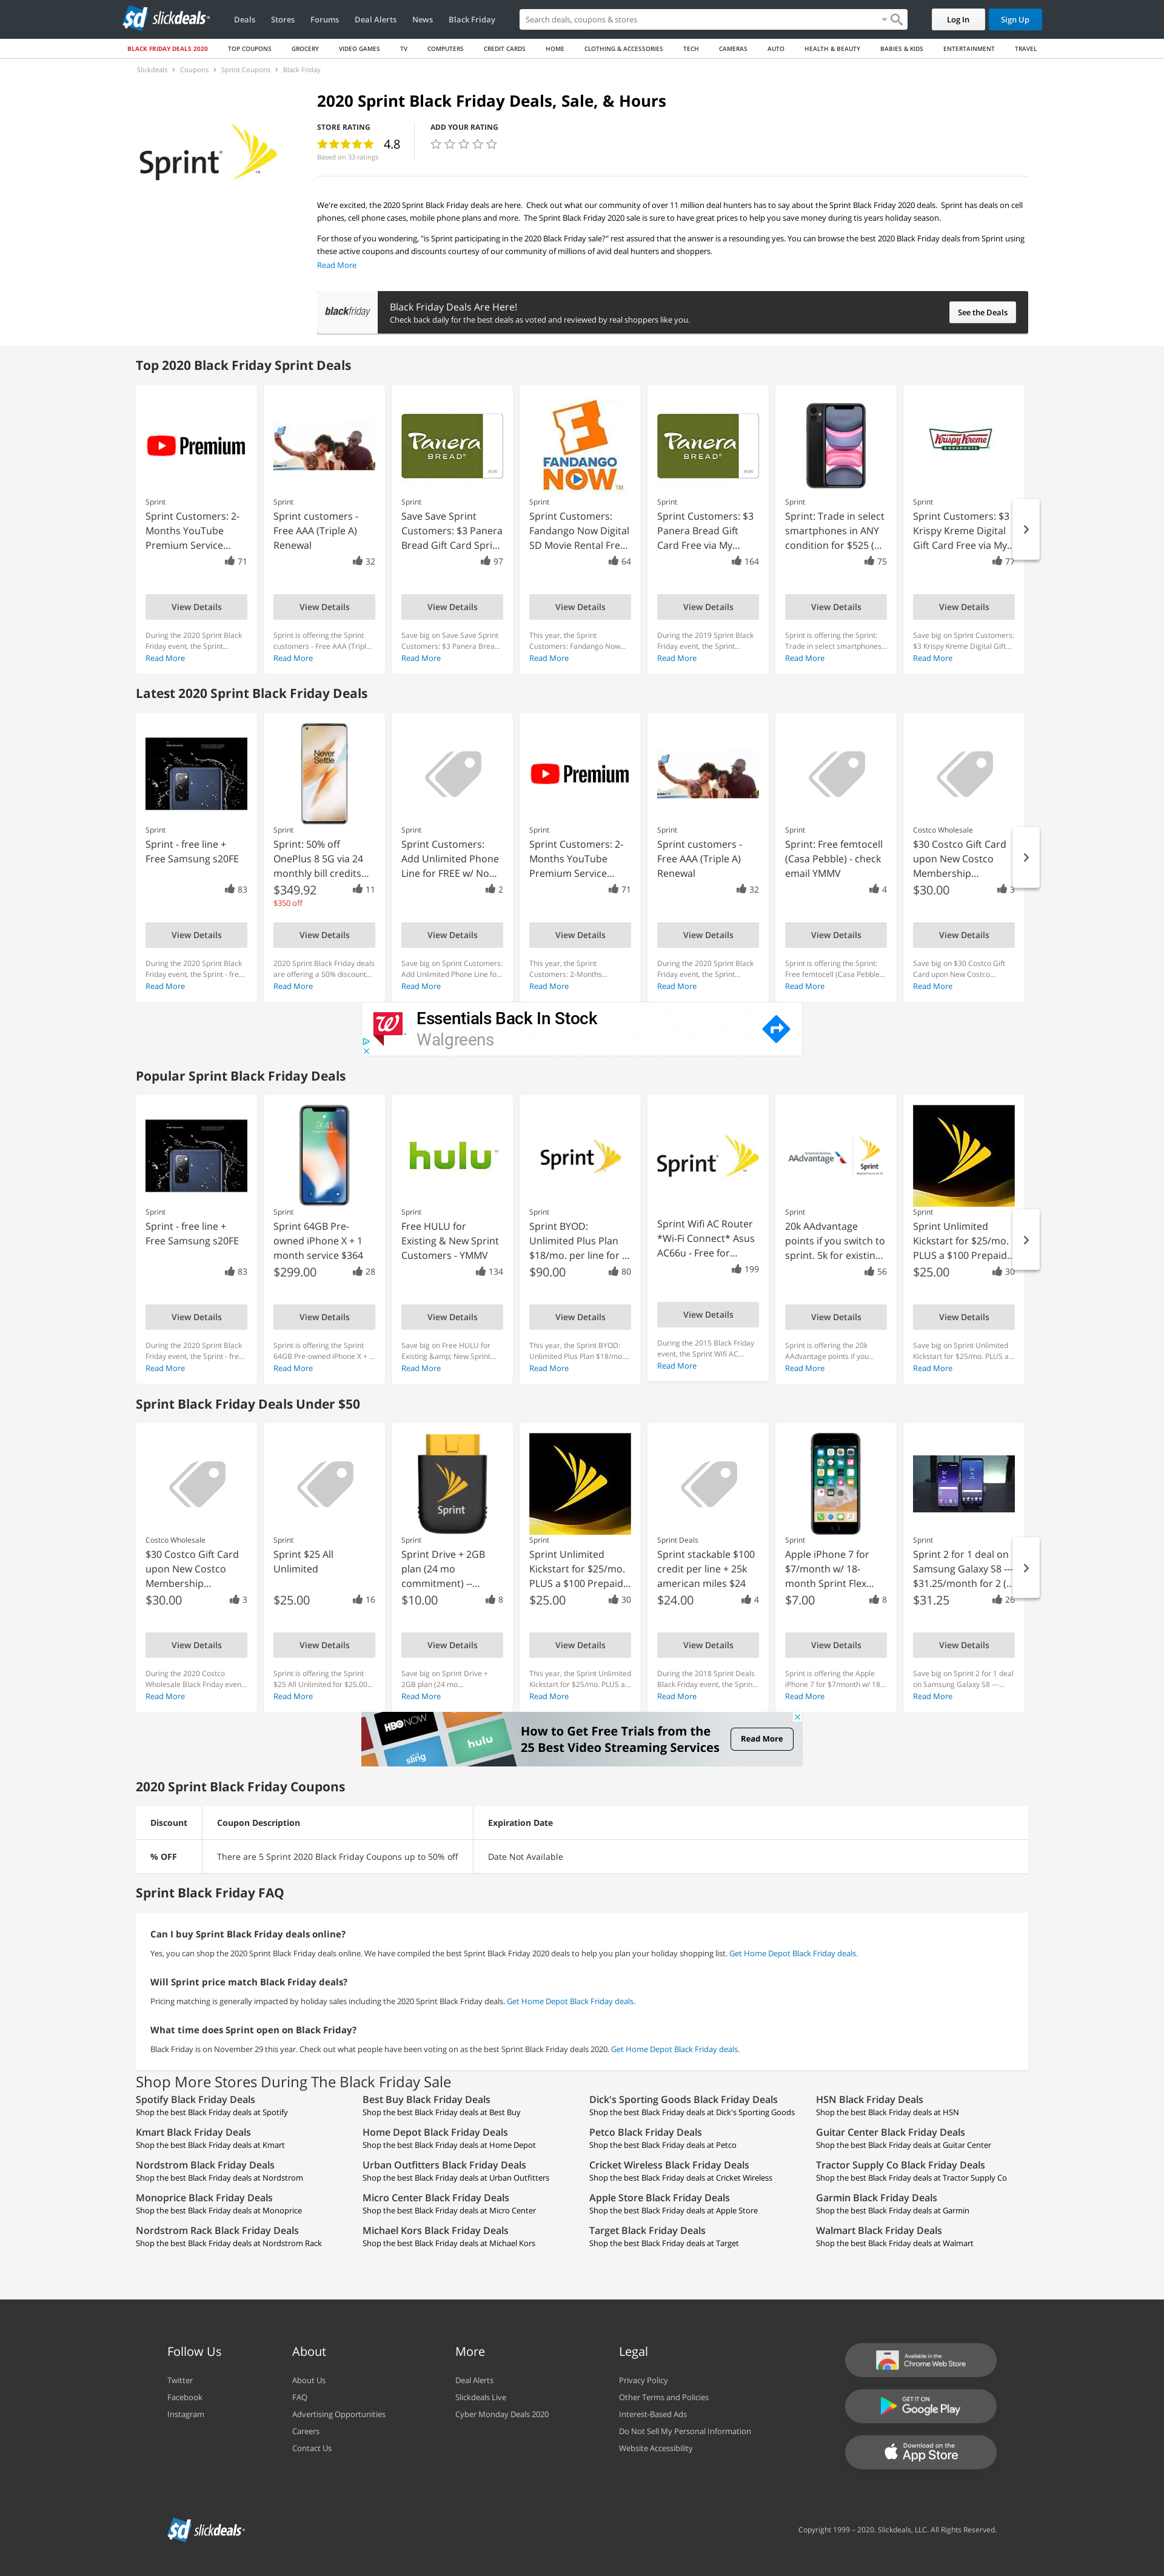 slickdeals
Deals Stores Forums Deal Alerts News Black Friday
Search deals, coupons & stores
Log In Sign Up
BLACK FRIDAY DEALS 2020 TOP COUPONS GROCERY VIDEO GAMES TV COMPUTERS CREDIT CARDS HOME CLOTHING & ACCESSORIES TECH CAMERAS AUTO HEALTH & BEAUTY BABIES & KIDS ENTERTAINMENT TRAVEL
Slickdeals > Coupons > Sprint Coupons > Black Friday
Sprint
2020 Sprint Black Friday Deals, Sale, & Hours
STORE RATING
4.8
Based on 33 ratings
ADD YOUR RATING
We're excited, the 2020 Sprint Black Friday deals are here. Check out what our community of over 11 million deal hunters has to say about the Sprint Black Friday 2020 deals. Sprint has deals on cell
phones, cell phone cases, mobile phone plans and more. The Sprint Black Friday 2020 sale is sure to have great prices to help you save money during tis years holiday season.
For those of you wondering, "is Sprint participating in the 2020 Black Friday sale?" rest assured that the answer is a resounding yes. You can browse the best 2020 Black Friday deals from Sprint using
these active coupons and discounts courtesy of our community of millions of avid deal hunters and shoppers.
Read More
blackfriday
Black Friday Deals Are Here!
Check back daily for the best deals as voted and reviewed by real shoppers like you.
See the Deals
Top 2020 Black Friday Sprint Deals
Premium
Sprint
Sprint Customers: 2-
Months YouTube
Premium Service...
71
View Details
During the 2020 Sprint Black
Friday event, the Sprint...
Read More
Sprint
Sprint customers -
Free AAA (Triple A)
Renewal
32
View Details
Sprint is offering the Sprint
customers - Free AAA (Tripl...
Read More
Panera
BREAD
Sprint
Save Save Sprint
Customers: $3 Panera
Bread Gift Card Spri...
97
View Details
Save big on Save Save Sprint
Customers: $3 Panera Brea...
Read More
FANDANGO
NOW
Sprint
Sprint Customers:
Fandango Now Digital
SD Movie Rental Fre...
64
View Details
This year, the Sprint
Customers: Fandango Now...
Read More
Panera
BREAD
Sprint
Sprint Customers: $3
Panera Bread Gift
Card Free via My...
164
View Details
During the 2019 Sprint Black
Friday event, the Sprint...
Read More
Sprint
Sprint: Trade in select
smartphones in ANY
condition for $525 (...
75
View Details
Sprint is offering the Sprint:
Trade in select smartphones...
Read More
Krispy Kreme
DOUGHNUTS
Sprint
Sprint Customers: $3
Krispy Kreme Digital
Gift Card Free via My...
77
View Details
Save big on Sprint Customers:
$3 Krispy Kreme Digital Gift...
Read More
Latest 2020 Sprint Black Friday Deals
Sprint
Sprint - free line +
Free Samsung s20FE
83
View Details
During the 2020 Sprint Black
Friday event, the Sprint - fre...
Read More
Never
Settle
Sprint
Sprint: 50% off
OnePlus 8 5G via 24
monthly bill credits...
$349.92
11
$350 off
View Details
2020 Sprint Black Friday deals
are offering a 50% discount...
Read More
Sprint
Sprint Customers:
Add Unlimited Phone
Line for FREE w/ No...
2
View Details
Save big on Sprint Customers:
Add Unlimited Phone Line fo...
Read More
Premium
Sprint
Sprint Customers: 2-
Months YouTube
Premium Service...
71
View Details
This year, the Sprint
Customers: 2-Months...
Read More
Sprint
Sprint customers -
Free AAA (Triple A)
Renewal
32
View Details
During the 2020 Sprint Black
Friday event, the Sprint...
Read More
Sprint
Sprint: Free femtocell
(Casa Pebble) - check
email YMMV
4
View Details
Sprint is offering the Sprint:
Free femtocell (Casa Pebble...
Read More
Costco Wholesale
$30 Costco Gift Card
upon New Costco
Membership...
$30.00
3
View Details
Save big on $30 Costco Gift
Card upon New Costco...
Read More
Essentials Back In Stock
Walgreens
Popular Sprint Black Friday Deals
Sprint
Sprint - free line +
Free Samsung s20FE
83
View Details
During the 2020 Sprint Black
Friday event, the Sprint - fre...
Read More
9:41
Sprint
Sprint 64GB Pre-
owned iPhone X + 1
month service $364
$299.00
28
View Details
Sprint is offering the Sprint
64GB Pre-owned iPhone X + ...
Read More
hulu
Sprint
Free HULU for
Existing & New Sprint
Customers - YMMV
134
View Details
Save big on Free HULU for
Existing &amp; New Sprint...
Read More
Sprint
Sprint
Sprint BYOD:
Unlimited Plus Plan
$18/mo. per line for ...
$90.00
80
View Details
This year, the Sprint BYOD:
Unlimited Plus Plan $18/mo....
Read More
Sprint
Sprint Wifi AC Router
*Wi-Fi Connect* Asus
AC66u - Free for...
199
View Details
During the 2015 Black Friday
event, the Sprint Wifi AC...
Read More
AAdvantage
Sprint
Sprint
20k AAdvantage
points if you switch to
sprint. 5k for existin...
56
View Details
Sprint is offering the 20k
AAdvantage points if you...
Read More
Sprint
Sprint Unlimited
Kickstart for $25/mo.
PLUS a $100 Prepaid...
$25.00
30
View Details
Save big on Sprint Unlimited
Kickstart for $25/mo. PLUS a...
Read More
Sprint Black Friday Deals Under $50
Costco Wholesale
$30 Costco Gift Card
upon New Costco
Membership...
$30.00
3
View Details
During the 2020 Costco
Wholesale Black Friday even...
Read More
Sprint
Sprint $25 All
Unlimited
$25.00
16
View Details
Sprint is offering the Sprint
$25 All Unlimited for $25.00...
Read More
Sprint
Sprint
Sprint Drive + 2GB
plan (24 mo
commitment) --...
$10.00
8
View Details
Save big on Sprint Drive +
2GB plan (24 mo...
Read More
Sprint
Sprint Unlimited
Kickstart for $25/mo.
PLUS a $100 Prepaid...
$25.00
30
View Details
This year, the Sprint Unlimited
Kickstart for $25/mo. PLUS a...
Read More
Sprint Deals
Sprint stackable $100
credit per line + 25k
american miles $24
$24.00
4
View Details
During the 2018 Sprint Deals
Black Friday event, the Sprin...
Read More
Sprint
Apple iPhone 7 for
$7/month w/ 18-
month Sprint Flex...
$7.00
8
View Details
Sprint is offering the Apple
iPhone 7 for $7/month w/ 18...
Read More
Sprint
Sprint 2 for 1 deal on
Samsung Galaxy S8 ---
$31.25/month for 2 (...
$31.25
26
View Details
Save big on Sprint 2 for 1 deal
on Samsung Galaxy S8 ---...
Read More
HBO NOW
sling
hulu
How to Get Free Trials from the
25 Best Video Streaming Services
Read More
2020 Sprint Black Friday Coupons
Discount Coupon Description Expiration Date
% OFF There are 5 Sprint 2020 Black Friday Coupons up to 50% off Date Not Available
Sprint Black Friday FAQ
Can I buy Sprint Black Friday deals online?
Yes, you can shop the 2020 Sprint Black Friday deals online. We have compiled the best Sprint Black Friday 2020 deals to help you plan your holiday shopping list. Get Home Depot Black Friday deals.
Will Sprint price match Black Friday deals?
Pricing matching is generally impacted by holiday sales including the 2020 Sprint Black Friday deals. Get Home Depot Black Friday deals.
What time does Sprint open on Black Friday?
Black Friday is on November 29 this year. Check out what people have been voting on as the best Sprint Black Friday deals 2020. Get Home Depot Black Friday deals.
Shop More Stores During The Black Friday Sale
Spotify Black Friday Deals Best Buy Black Friday Deals Dick's Sporting Goods Black Friday Deals HSN Black Friday Deals
Shop the best Black Friday deals at Spotify Shop the best Black Friday deals at Best Buy Shop the best Black Friday deals at Dick's Sporting Goods Shop the best Black Friday deals at HSN
Kmart Black Friday Deals Home Depot Black Friday Deals Petco Black Friday Deals Guitar Center Black Friday Deals
Shop the best Black Friday deals at Kmart Shop the best Black Friday deals at Home Depot Shop the best Black Friday deals at Petco Shop the best Black Friday deals at Guitar Center
Nordstrom Black Friday Deals Urban Outfitters Black Friday Deals Cricket Wireless Black Friday Deals Tractor Supply Co Black Friday Deals
Shop the best Black Friday deals at Nordstrom Shop the best Black Friday deals at Urban Outfitters Shop the best Black Friday deals at Cricket Wireless Shop the best Black Friday deals at Tractor Supply Co
Monoprice Black Friday Deals Micro Center Black Friday Deals Apple Store Black Friday Deals Garmin Black Friday Deals
Shop the best Black Friday deals at Monoprice Shop the best Black Friday deals at Micro Center Shop the best Black Friday deals at Apple Store Shop the best Black Friday deals at Garmin
Nordstrom Rack Black Friday Deals Michael Kors Black Friday Deals Target Black Friday Deals Walmart Black Friday Deals
Shop the best Black Friday deals at Nordstrom Rack Shop the best Black Friday deals at Michael Kors Shop the best Black Friday deals at Target Shop the best Black Friday deals at Walmart
Follow Us
Twitter
Facebook
Instagram
About
About Us
FAQ
Advertising Opportunities
Careers
Contact Us
More
Deal Alerts
Slickdeals Live
Cyber Monday Deals 2020
Legal
Privacy Policy
Other Terms and Policies
Interest-Based Ads
Do Not Sell My Personal Information
Website Accessibility
Available in the
Chrome Web Store
GET IT ON
Google Play
Download on the
App Store
slickdeals
Copyright 1999 – 2020. Slickdeals, LLC. All Rights Reserved.